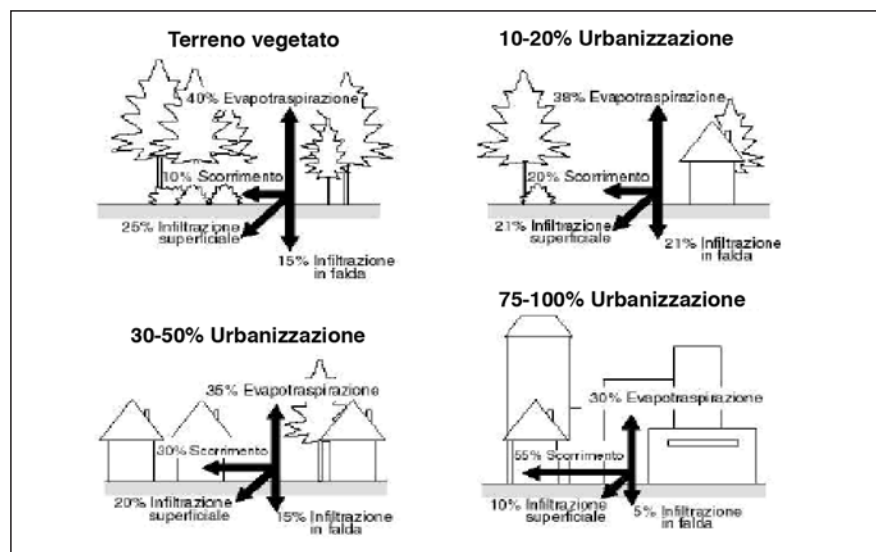 Terreno vegetato
40% Evapotraspirazione
10% Scorrimento
25% Infiltrazione
superficiale
15% Infiltrazione
in falda
10-20% Urbanizzazione
38% Evapotraspirazione
20% Scorrimento
21% Infiltrazione
superficiale
21% Infiltrazione
in falda
30-50% Urbanizzazione
35% Evapotraspirazione
30% Scorrimento
20% Infiltrazione
superficiale
15% Infiltrazione
in falda
75-100% Urbanizzazione
30% Evapotraspirazione
55% Scorrimento
10% Infiltrazione
superficiale
5% Infiltrazione
in falda